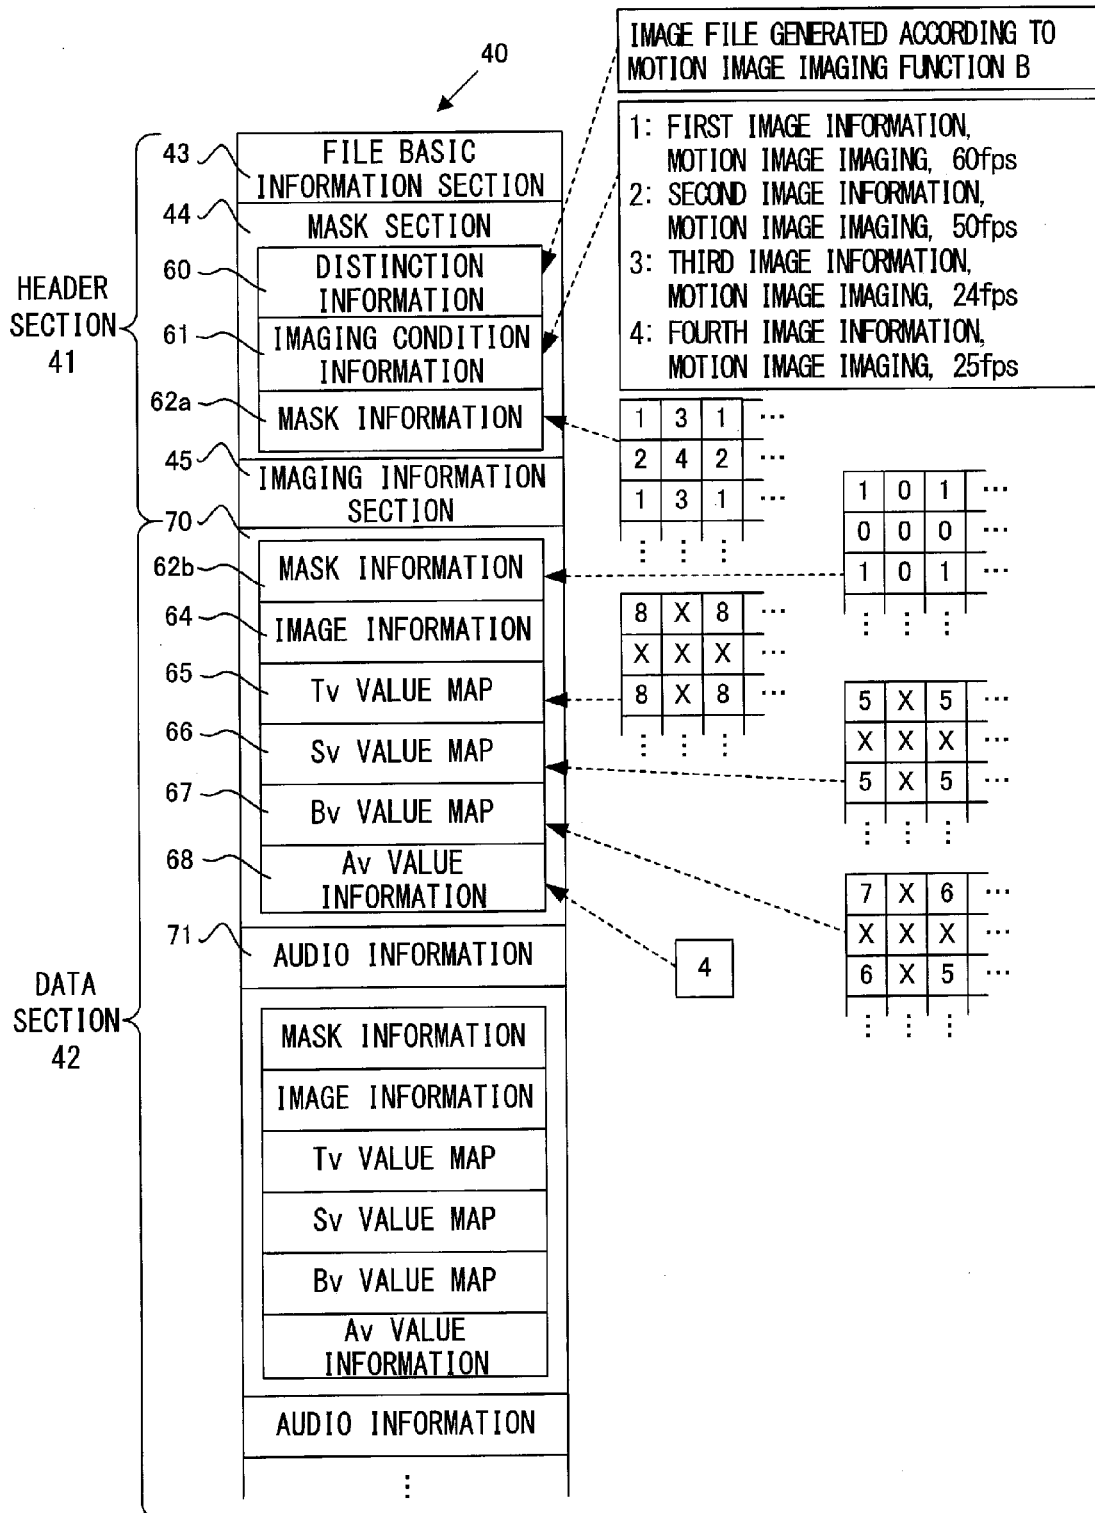 40
IMAGE FILE GENERATED ACCORDING TO
MOTION IMAGE IMAGING FUNCTION B
1: FIRST IMAGE INFORMATION,
MOTION IMAGE IMAGING, 60fps
2: SECOND IMAGE INFORMATION,
MOTION IMAGE IMAGING, 50fps
3: THIRD IMAGE INFORMATION,
MOTION IMAGE IMAGING, 24fps
4: FOURTH IMAGE INFORMATION,
MOTION IMAGE IMAGING, 25fps
HEADER
SECTION
41
43
FILE BASIC
INFORMATION SECTION
44
MASK SECTION
60
DISTINCTION
INFORMATION
61
IMAGING CONDITION
INFORMATION
62a
MASK INFORMATION
1 3 1 ...
2 4 2 ...
1 3 1 ...
⋮ ⋮ ⋮
45
IMAGING INFORMATION
SECTION
DATA
SECTION
42
70
62b
MASK INFORMATION
1 0 1 ...
0 0 0 ...
1 0 1 ...
⋮ ⋮ ⋮
64
IMAGE INFORMATION
65
Tv VALUE MAP
8 X 8 ...
X X X ...
8 X 8 ...
⋮ ⋮ ⋮
66
Sv VALUE MAP
5 X 5 ...
X X X ...
5 X 5 ...
⋮ ⋮ ⋮
67
Bv VALUE MAP
7 X 6 ...
X X X ...
6 X 5 ...
⋮ ⋮ ⋮
68
Av VALUE
INFORMATION
4
71
AUDIO INFORMATION
MASK INFORMATION
IMAGE INFORMATION
Tv VALUE MAP
Sv VALUE MAP
Bv VALUE MAP
Av VALUE
INFORMATION
AUDIO INFORMATION
⋮